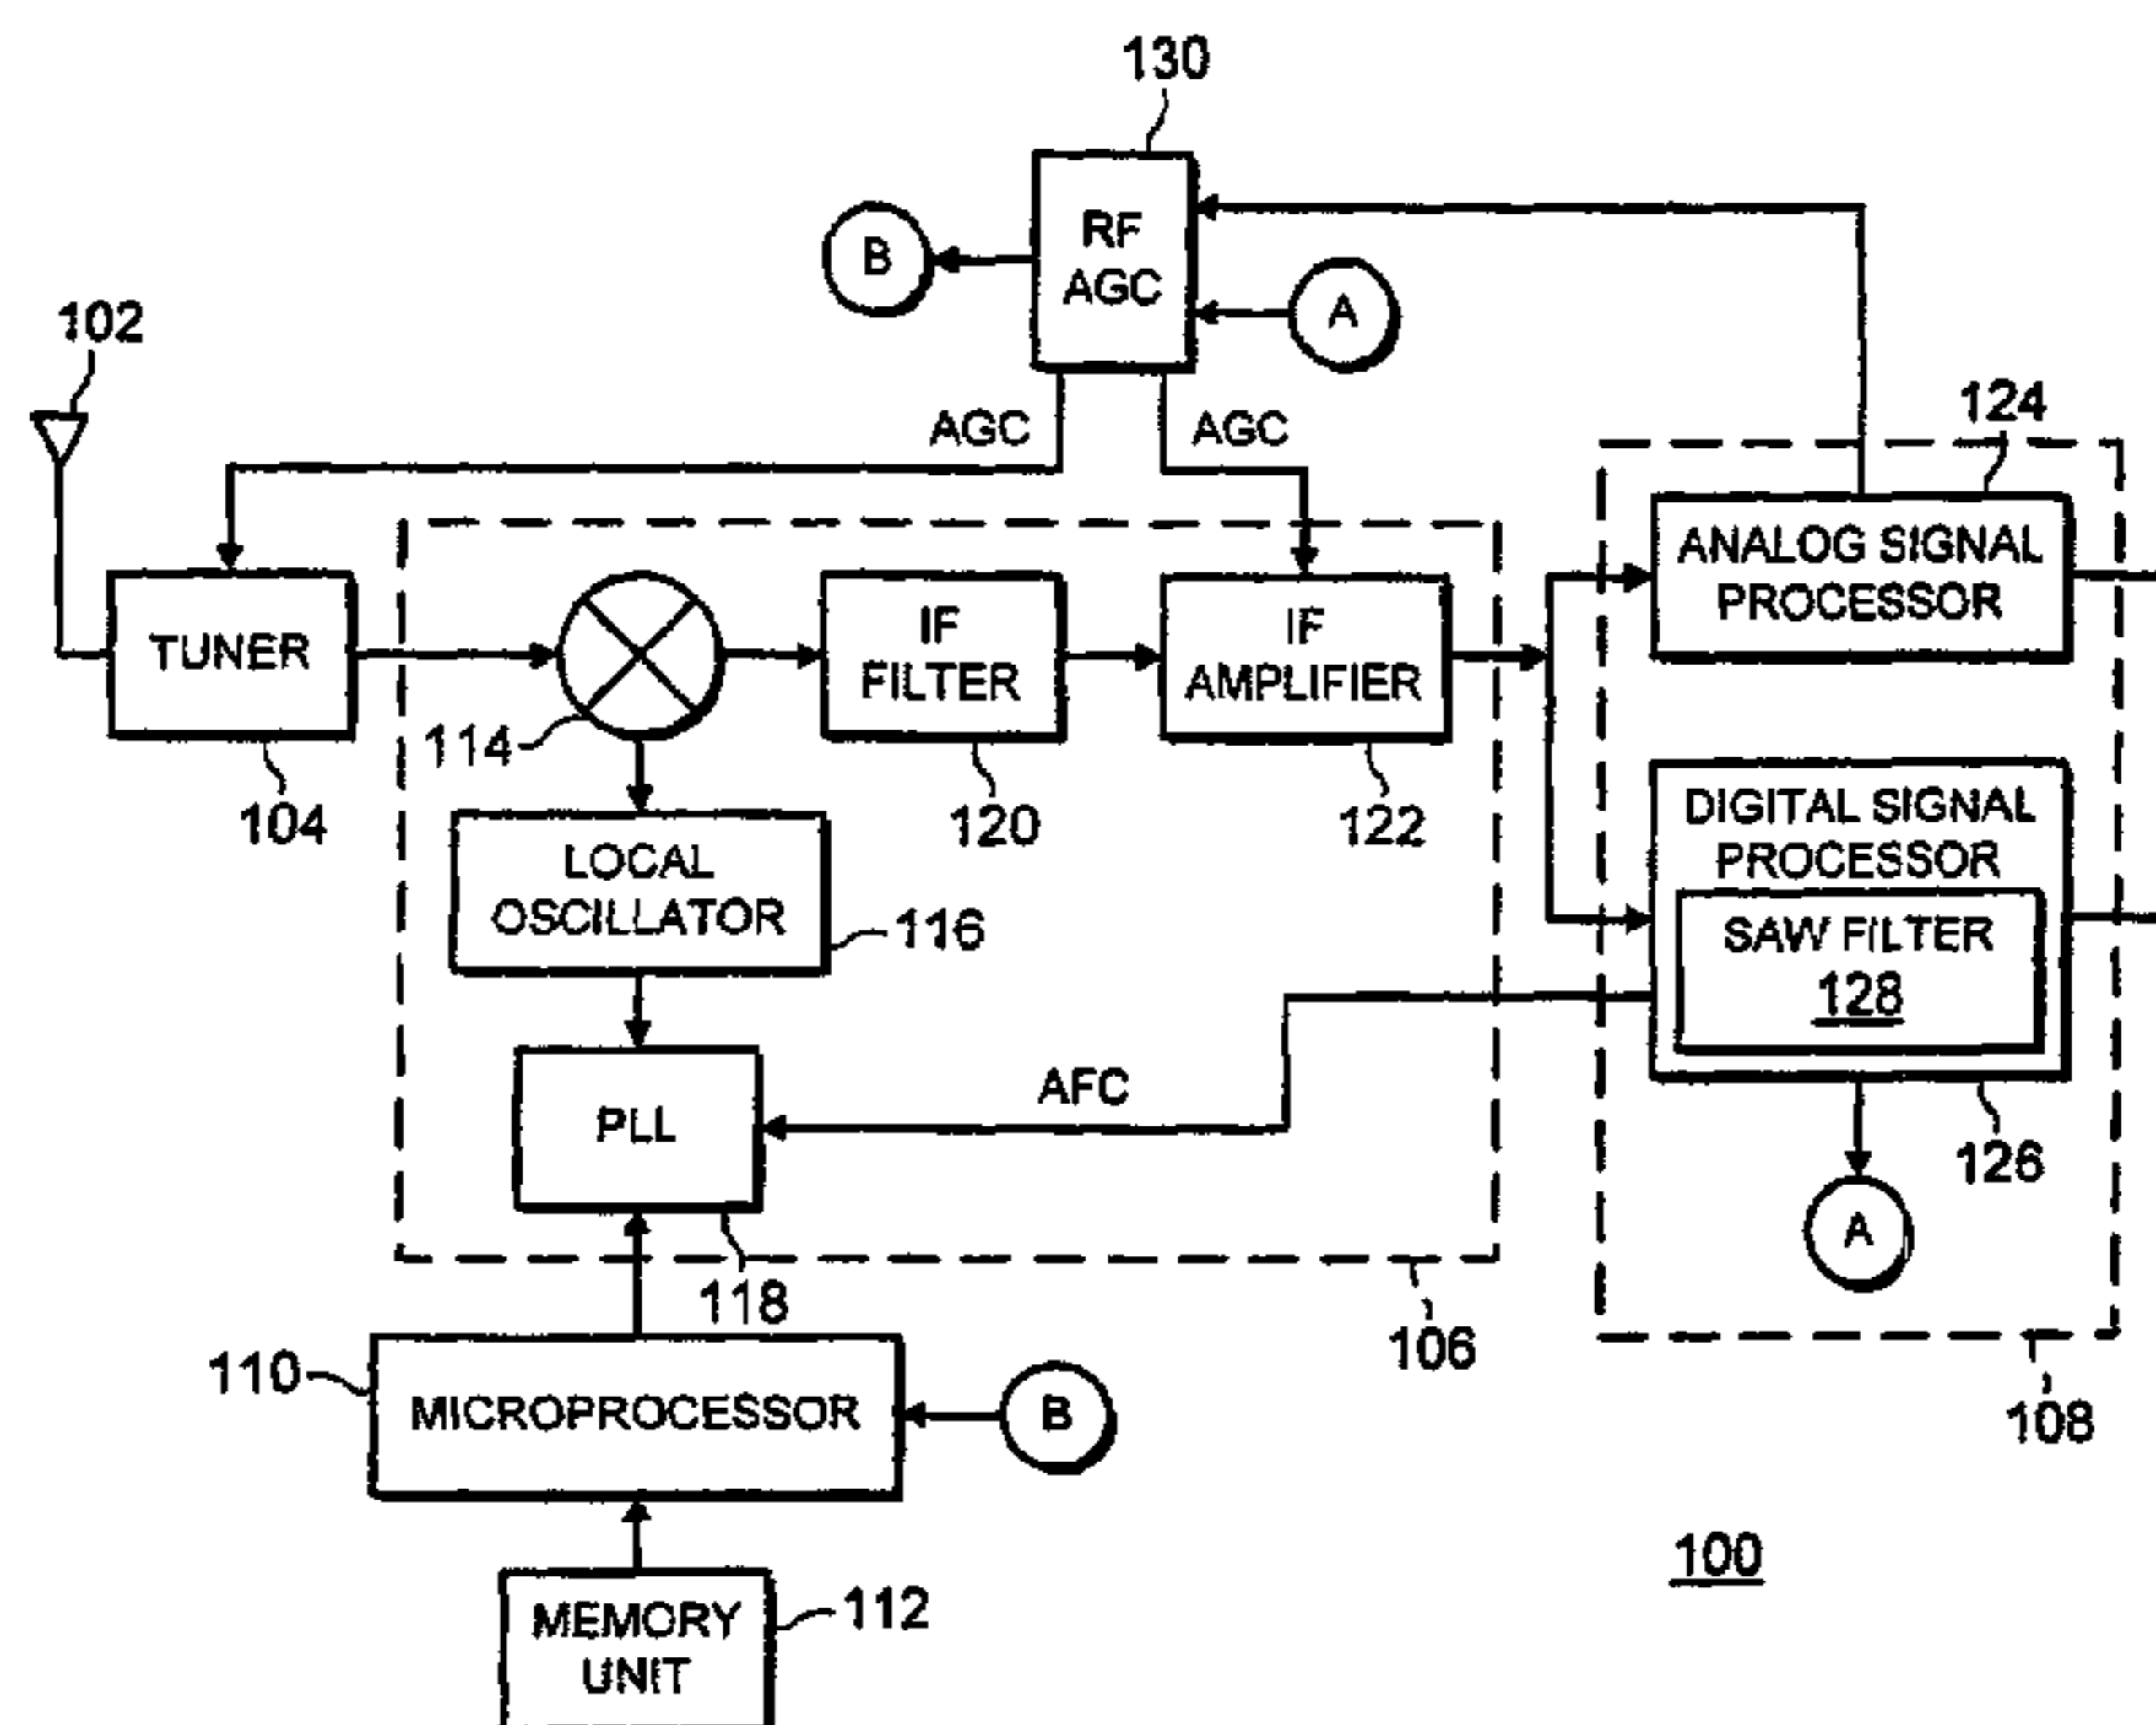 130
RF
AGC
B
A
102
AGC
AGC
124
ANALOG SIGNAL
PROCESSOR
TUNER
IF
FILTER
IF
AMPLIFIER
114
104
120
122
DIGITAL SIGNAL
PROCESSOR
SAW FILTER
128
LOCAL
OSCILLATOR
116
PLL
AFC
126
A
118
106
110
MICROPROCESSOR
B
108
100
MEMORY
UNIT
112